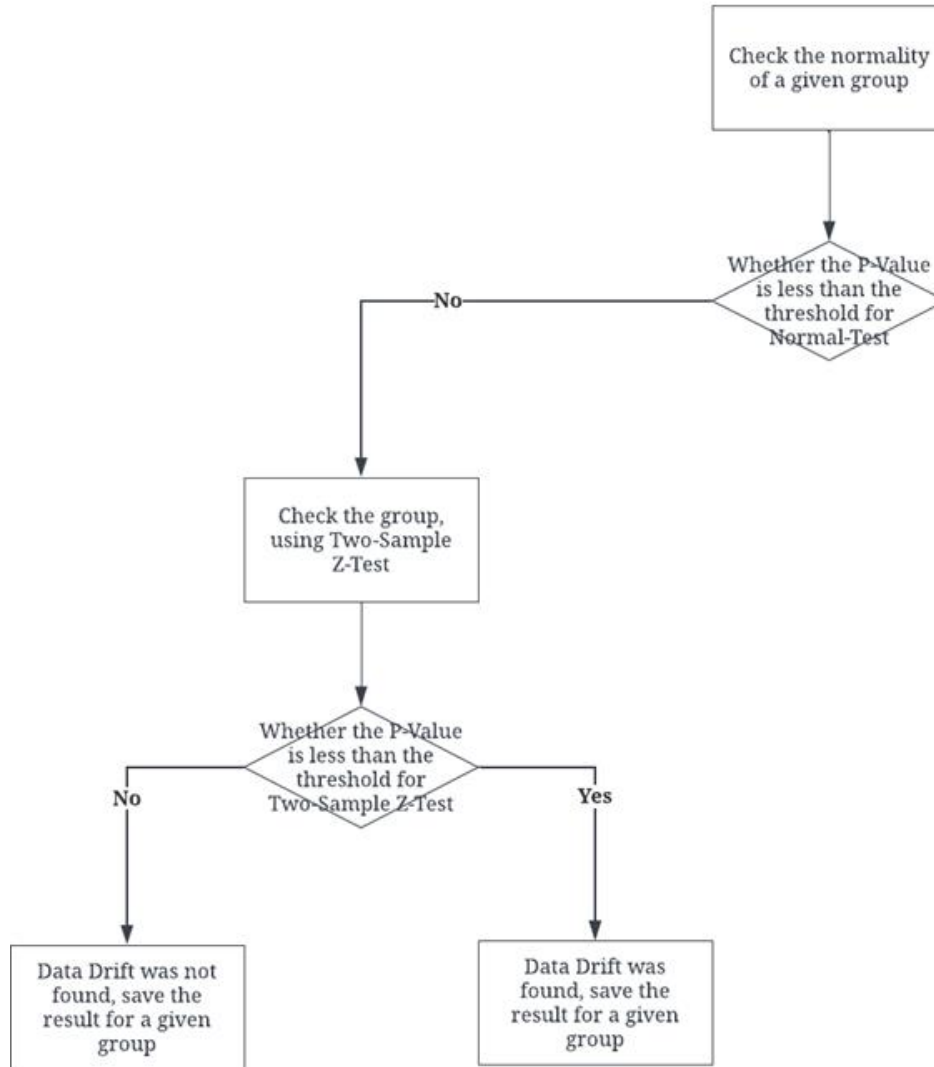 Check the normality
of a given group
Whether the P-Value
is less than the
threshold for
Normal-Test
No
Check the group,
using Two-Sample
Z-Test
Whether the P-Value
is less than the
threshold for
Two-Sample Z-Test
No
Yes
Data Drift was not
found, save the
result for a given
group
Data Drift was
found, save the
result for a given
group